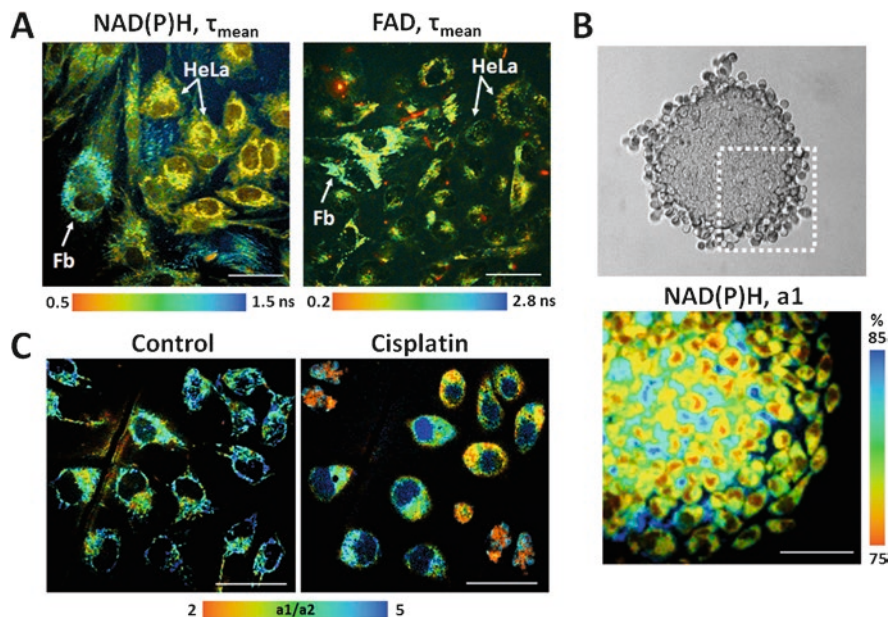 A
NAD(P)H, τmean
FAD, τmean
HeLa
Fb
HeLa
Fb
0.5
1.5 ns
0.2
2.8 ns
B
NAD(P)H, a1
%
85
75
C
Control
Cisplatin
2
a1/a2
5